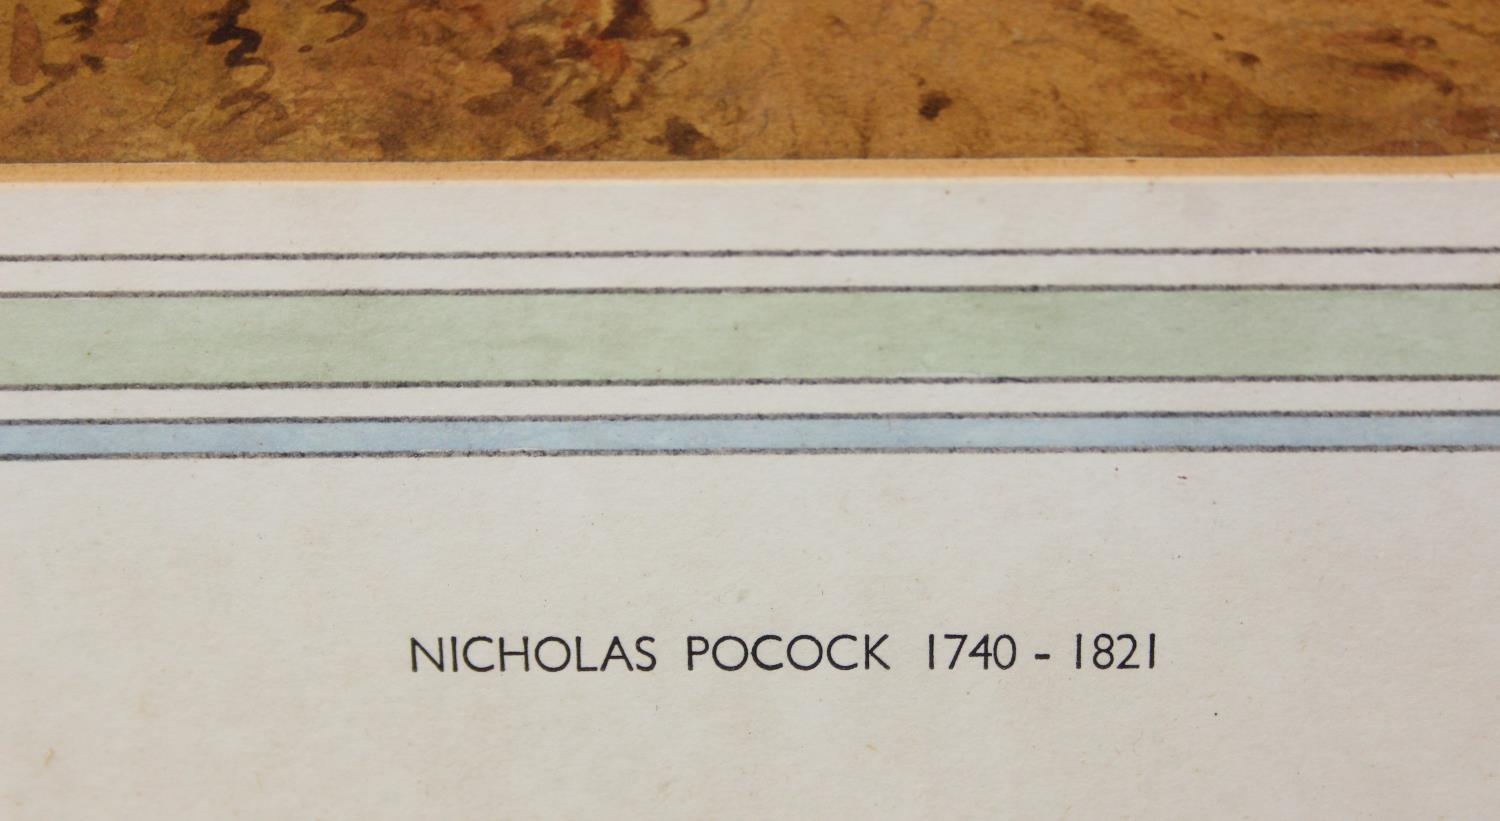 NICHOLAS POCOCK 1740 - 1821